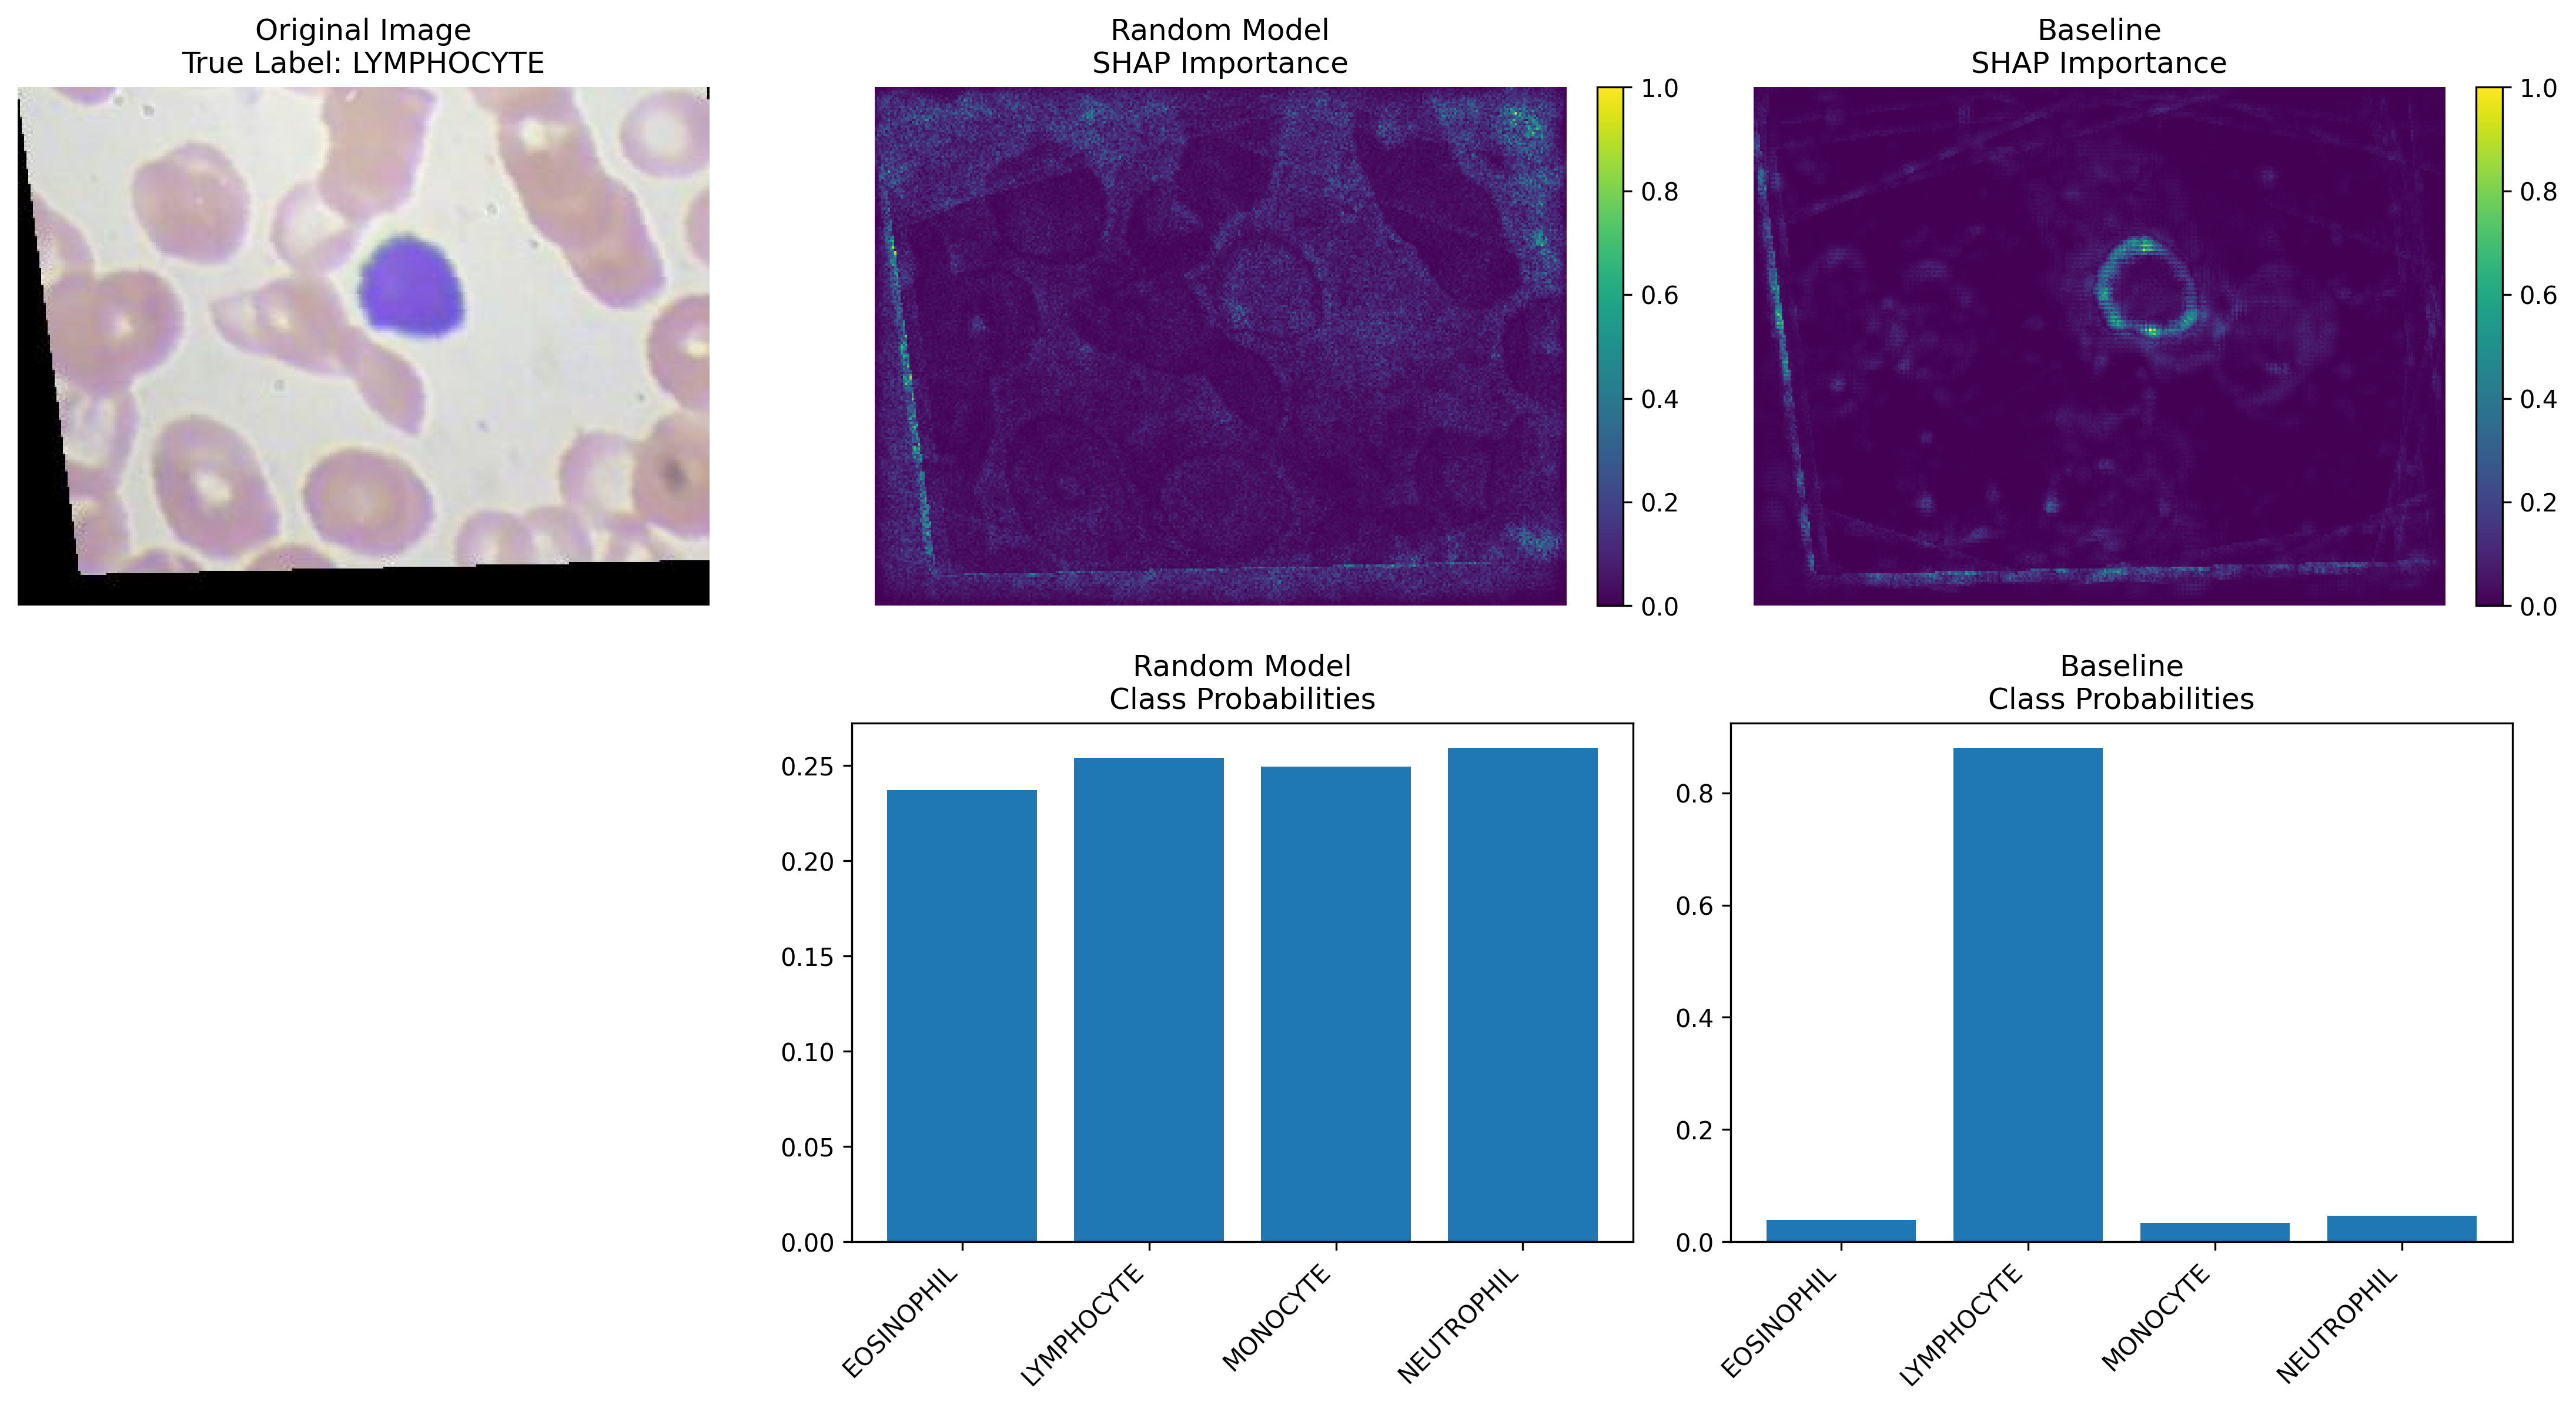 Original Image
True Label: LYMPHOCYTE
Random Model
SHAP Importance
1.0
0.8
0.6
0.4
0.2
0.0
Baseline
SHAP Importance
1.0
0.8
0.6
0.4
0.2
0.0
Random Model
Class Probabilities
0.25
0.20
0.15
0.10
0.05
0.00
EOSINOPHIL
LYMPHOCYTE
MONOCYTE
NEUTROPHIL
Baseline
Class Probabilities
0.8
0.6
0.4
0.2
0.0
EOSINOPHIL
LYMPHOCYTE
MONOCYTE
NEUTROPHIL